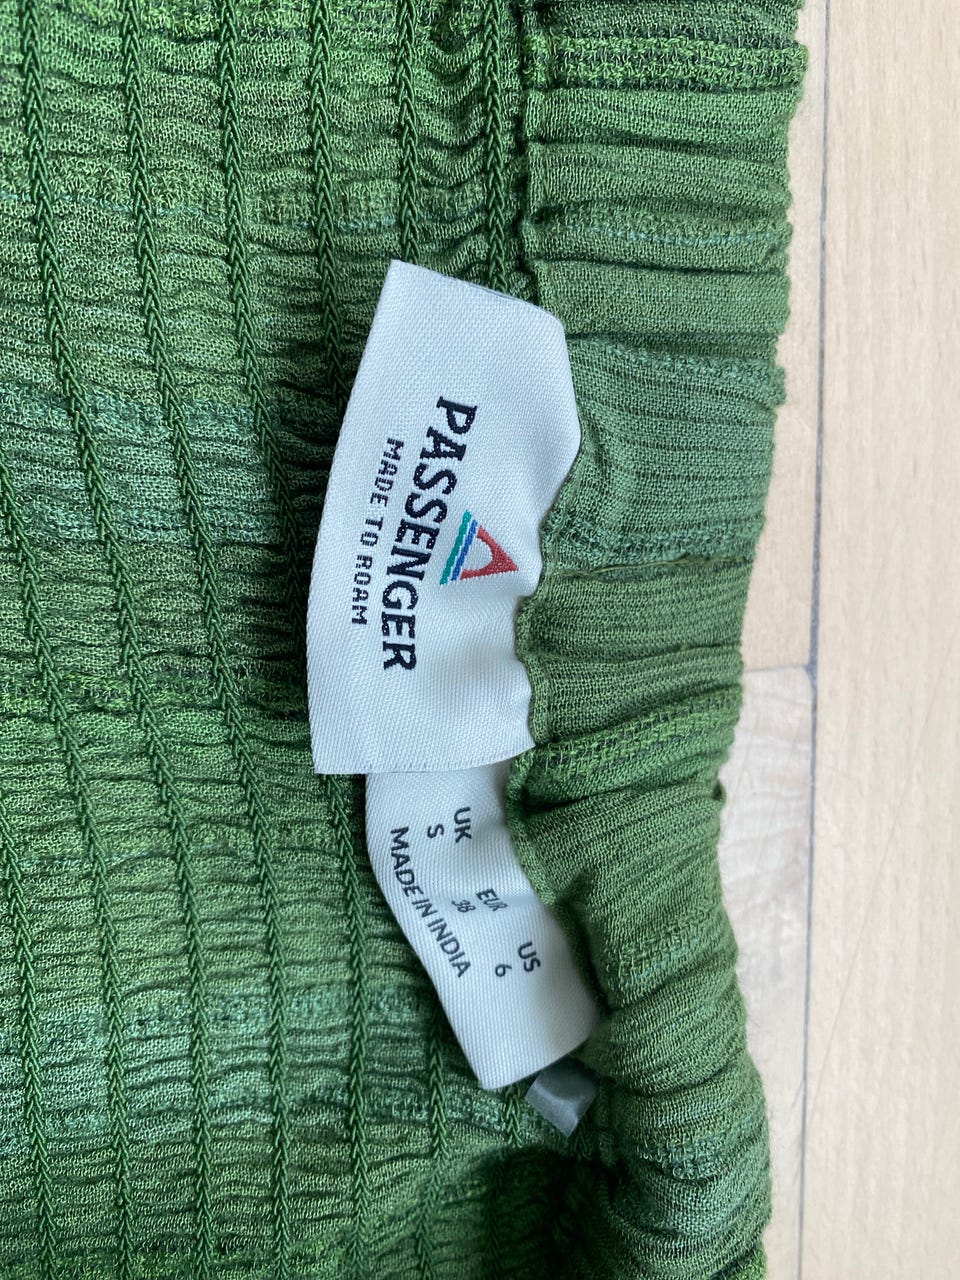 PASSENGER
MADE TO ROAM
UK EUR US
S 38 6
MADE IN INDIA